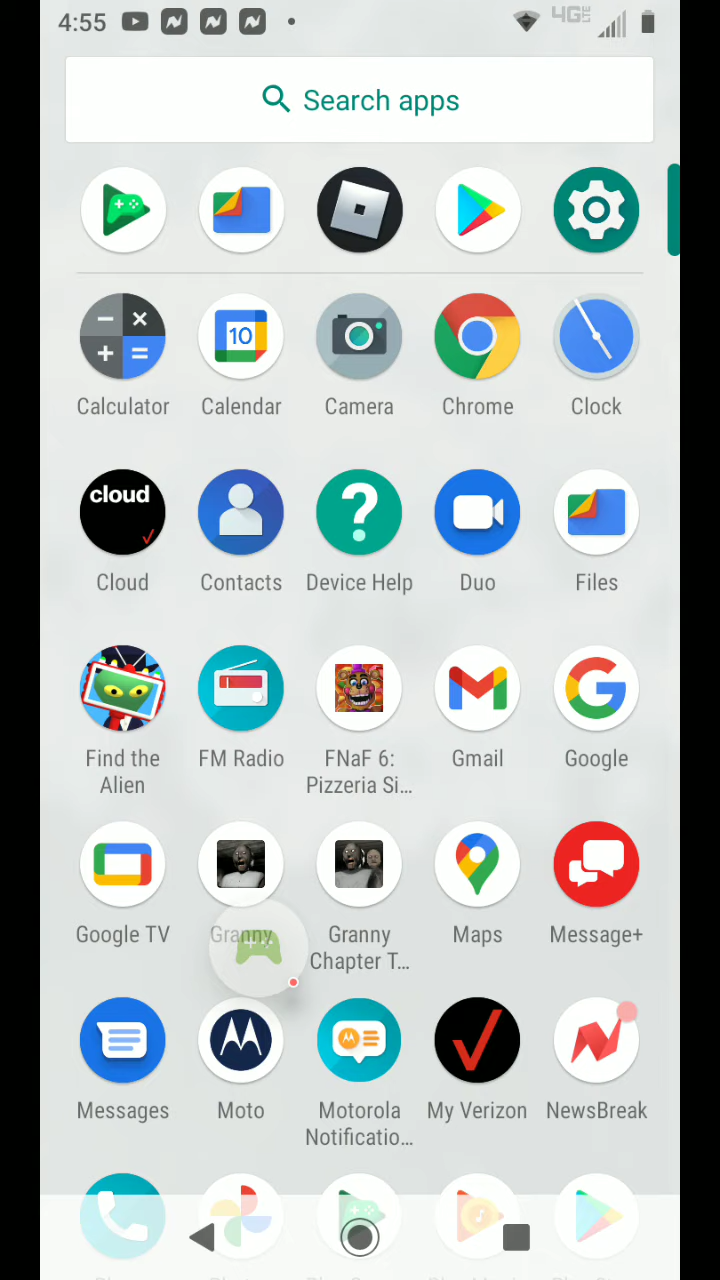 4:55
4G LTE
Search apps
10
Calculator
Calendar
Camera
Chrome
Clock
cloud
Cloud
Contacts
Device Help
Duo
Files
Find the
Alien
FM Radio
FNaF 6:
Pizzeria Si...
Gmail
Google
Google TV
Granny
Granny
Chapter T...
Maps
Message+
Messages
Moto
Motorola
Notificatio...
My Verizon
NewsBreak